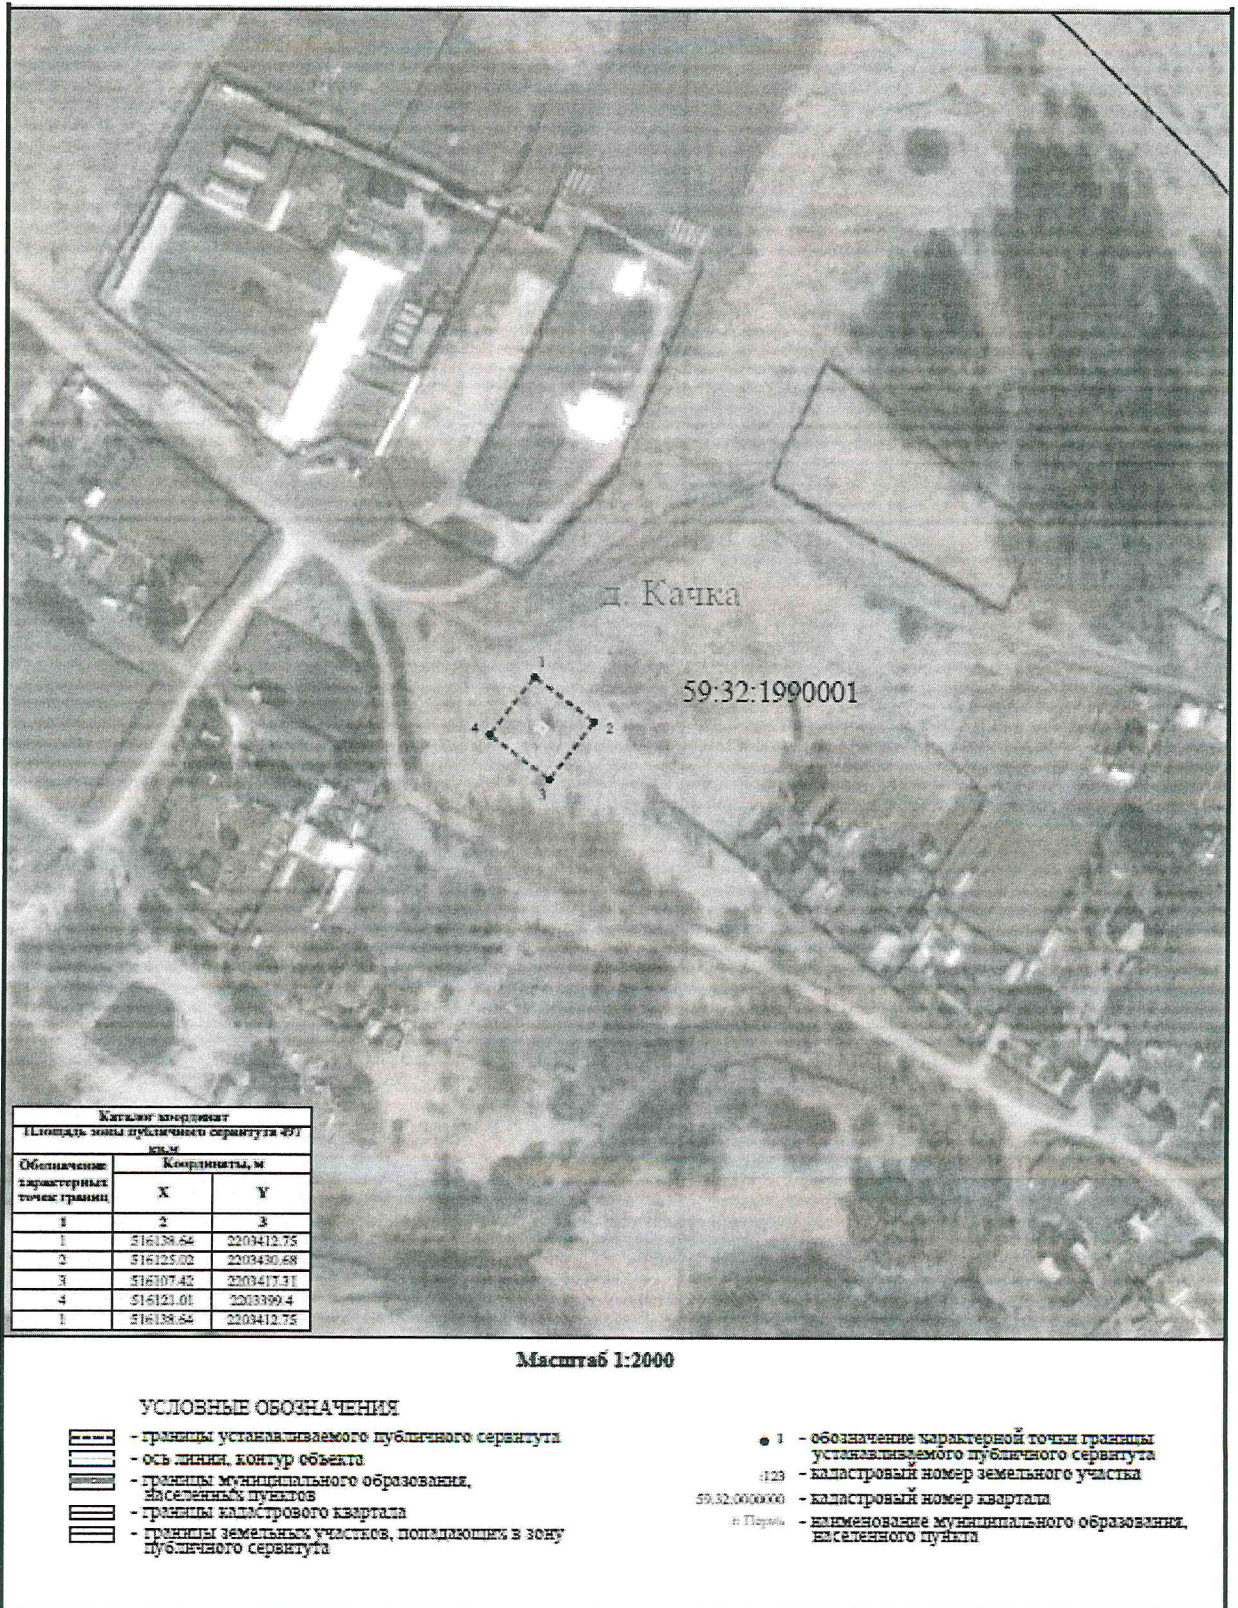 д. Качка
59:32:1990001
1
2
3
4
Каталог координат
Площадь зоны публичного сервитута 497
кв.м
Обозначение характерных точек границ Координаты, м
X Y
1 2 3
1 516138.64 2203412.75
2 516125.02 2203430.68
3 516107.42 2203417.31
4 516121.01 2203399.4
1 516138.64 2203412.75
Масштаб 1:2000
УСЛОВНЫЕ ОБОЗНАЧЕНИЯ
- границы устанавливаемого публичного сервитута
- ось линии, контур объекта
- границы муниципального образования,
населенных пунктов
- границы кадастрового квартала
- границы земельных участков, попадающих в зону
публичного сервитута
1 - обозначение характерной точки границы
устанавливаемого публичного сервитута
:123 - кадастровый номер земельного участка
59:32:0000000 - кадастровый номер квартала
г. Пермь - наименование муниципального образования,
населенного пункта